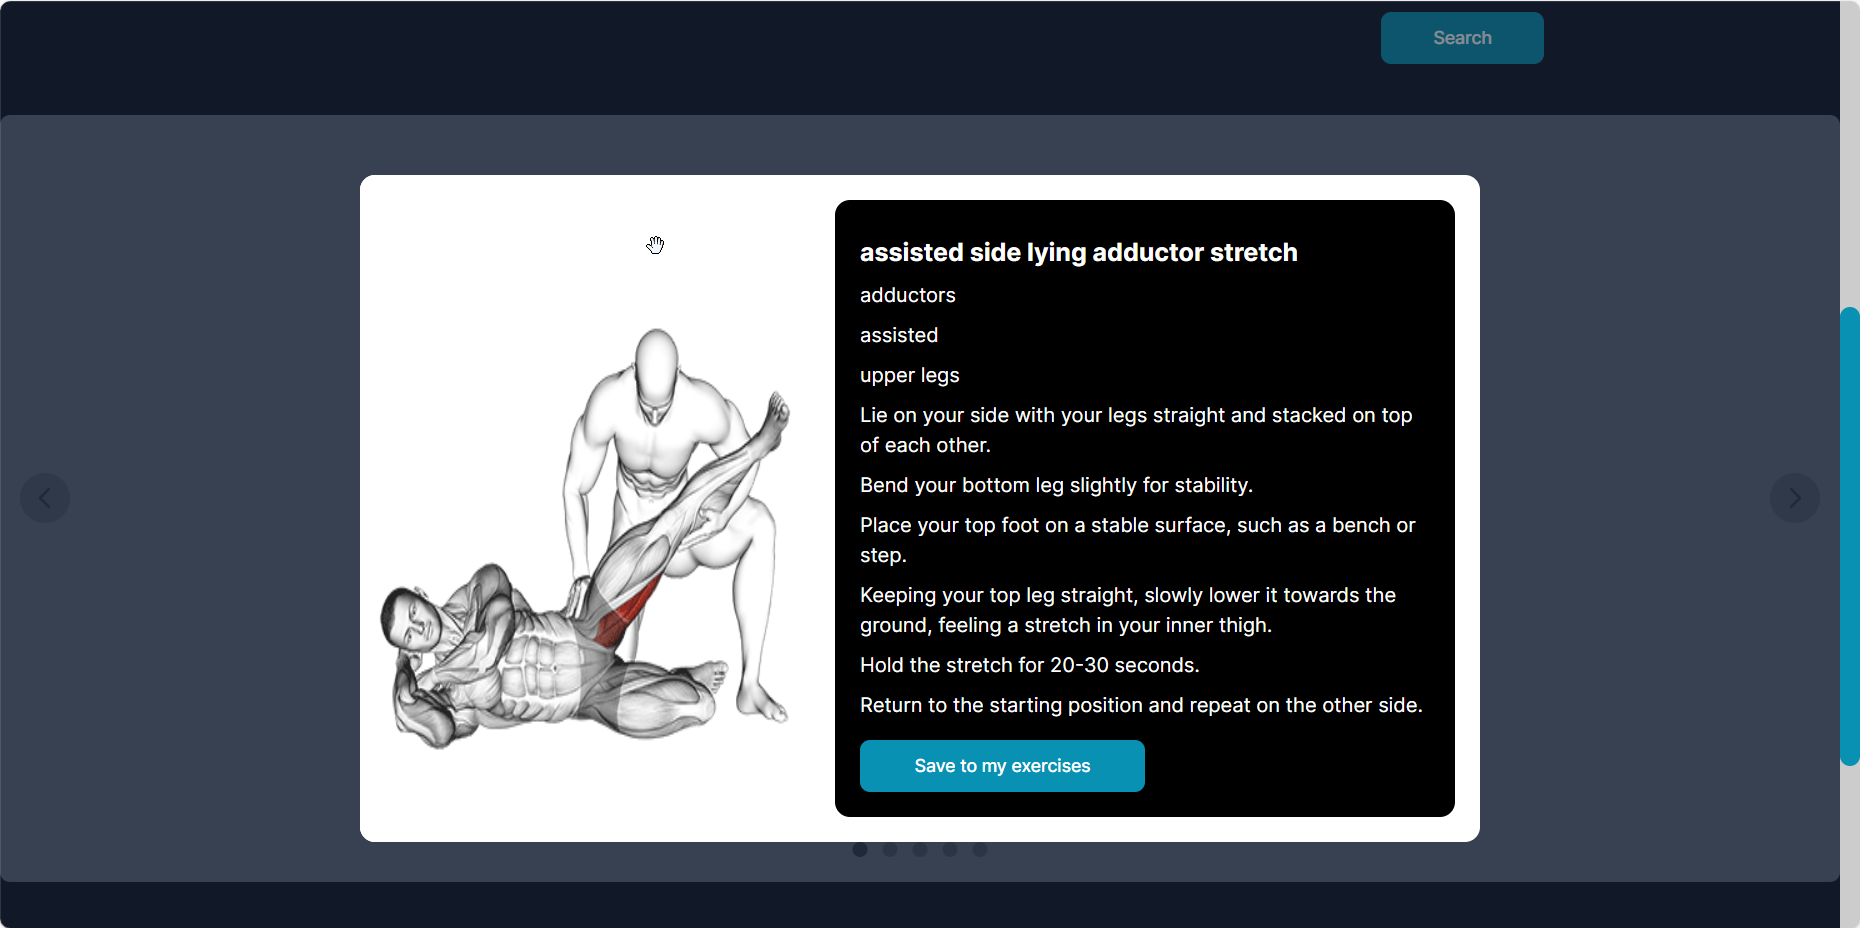 Search
assisted side lying adductor stretch
adductors
assisted
upper legs
Lie on your side with your legs straight and stacked on top
of each other.
Bend your bottom leg slightly for stability.
Place your top foot on a stable surface, such as a bench or
step.
Keeping your top leg straight, slowly lower it towards the
ground, feeling a stretch in your inner thigh.
Hold the stretch for 20-30 seconds.
Return to the starting position and repeat on the other side.
Save to my exercises